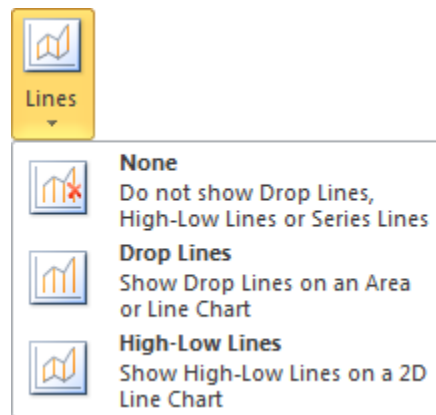 Lines
None
Do not show Drop Lines,
High-Low Lines or Series Lines
Drop Lines
Show Drop Lines on an Area
or Line Chart
High-Low Lines
Show High-Low Lines on a 2D
Line Chart